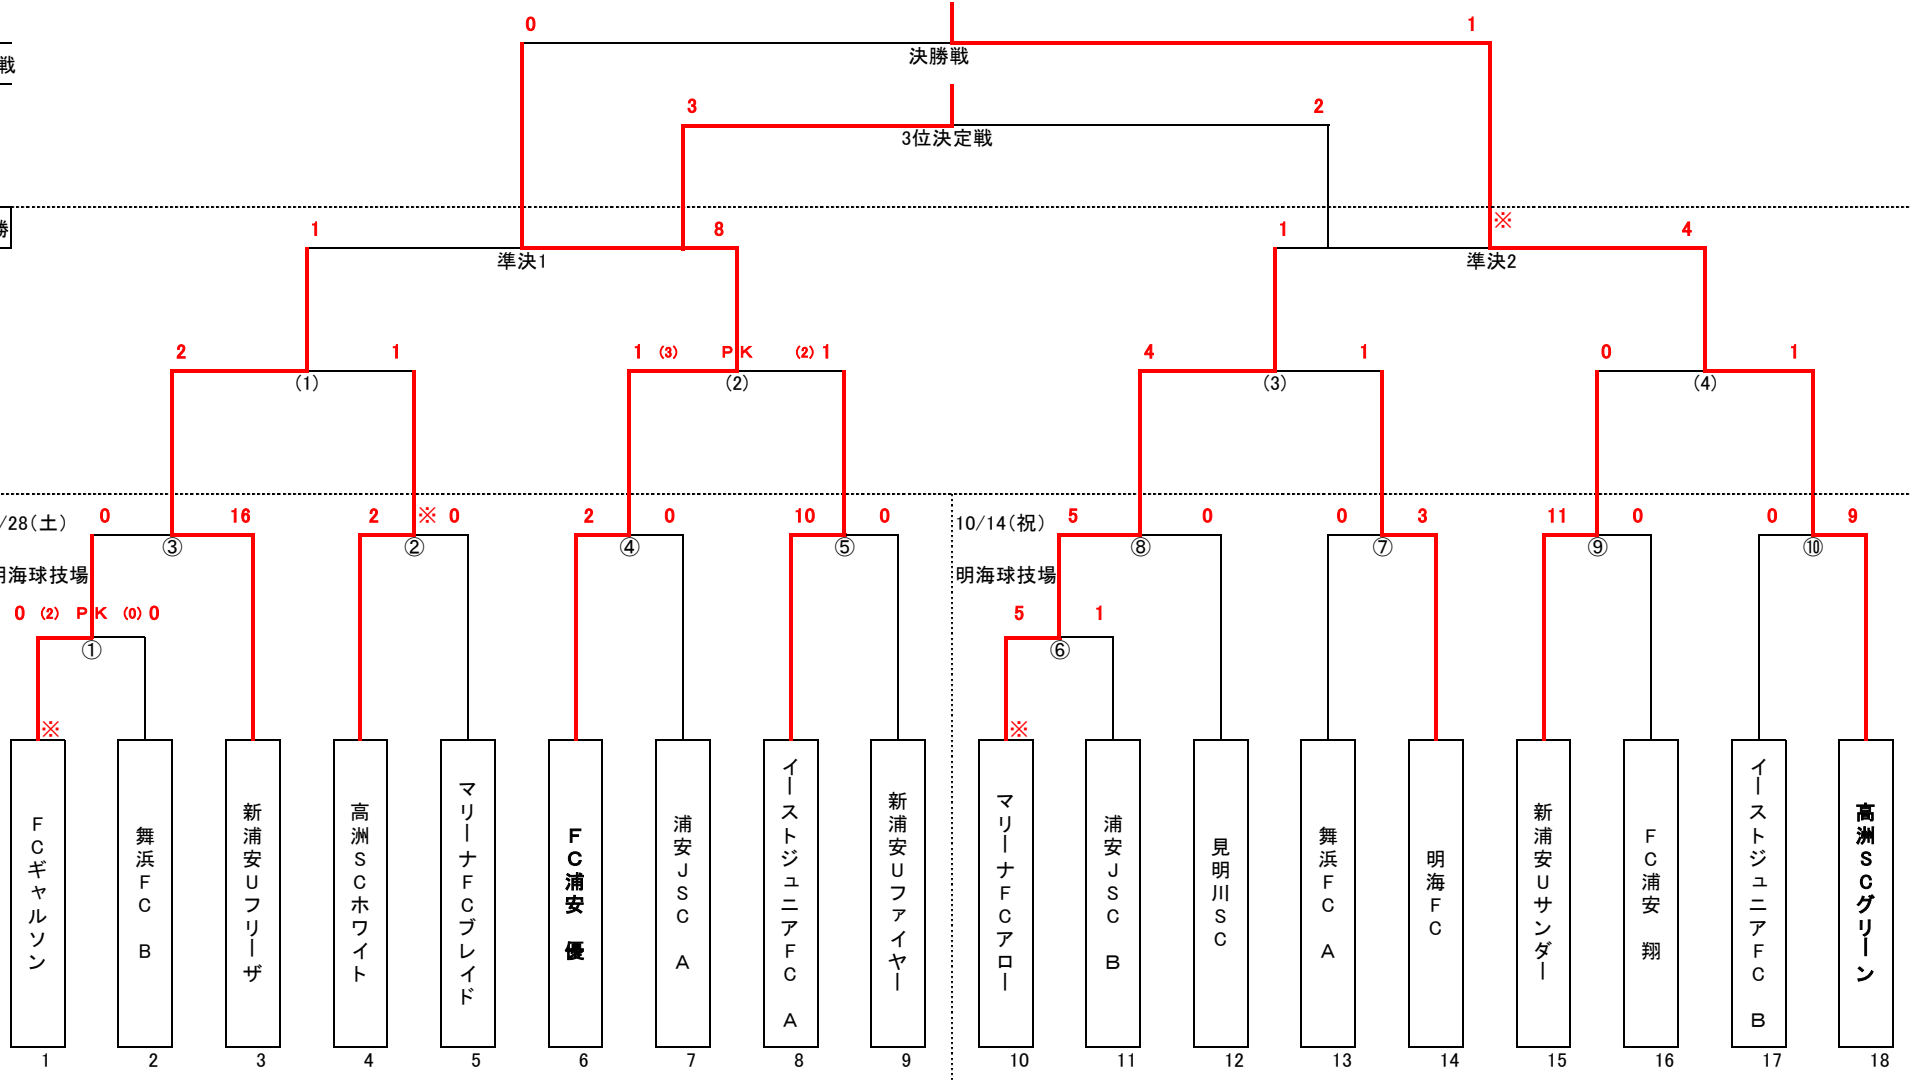 0 1
戦
決勝戦
3 2
3位決定戦
勝
1 8 1 ※ 4
準決1 準決2
2 1 1 (3) PK (2) 1 4 1 0 1
(1) (2) (3) (4)
/28(土) 0 16 2 ※ 0 2 0 10 0 10/14(祝) 5 0 0 3 11 0 0 9
③ ② ④ ⑤ ⑧ ⑦ ⑨ ⑩
明海球技場 明海球技場
0 (2) PK (0) 0 5 1
① ⑥
※ ※
FCギャルソン
舞浜FC B
新浦安Uフリーザ
高洲SCホワイト
マリーナFCブレイド
FC浦安 優
浦安JSC A
イーストジュニアFC A
新浦安Uファイヤー
マリーナFCアロー
浦安JSC B
見明川SC
舞浜FC A
明海FC
新浦安Uサンダー
FC浦安 翔
イーストジュニアFC B
高洲SCグリーン
1 2 3 4 5 6 7 8 9 10 11 12 13 14 15 16 17 18